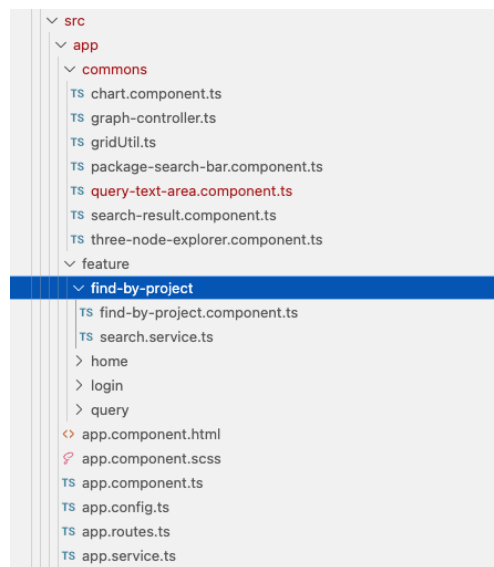 src
app
commons
TS chart.component.ts
TS graph-controller.ts
TS gridUtil.ts
TS package-search-bar.component.ts
TS query-text-area.component.ts
TS search-result.component.ts
TS three-node-explorer.component.ts
feature
find-by-project
TS find-by-project.component.ts
TS search.service.ts
home
login
query
app.component.html
app.component.scss
TS app.component.ts
TS app.config.ts
TS app.routes.ts
TS app.service.ts